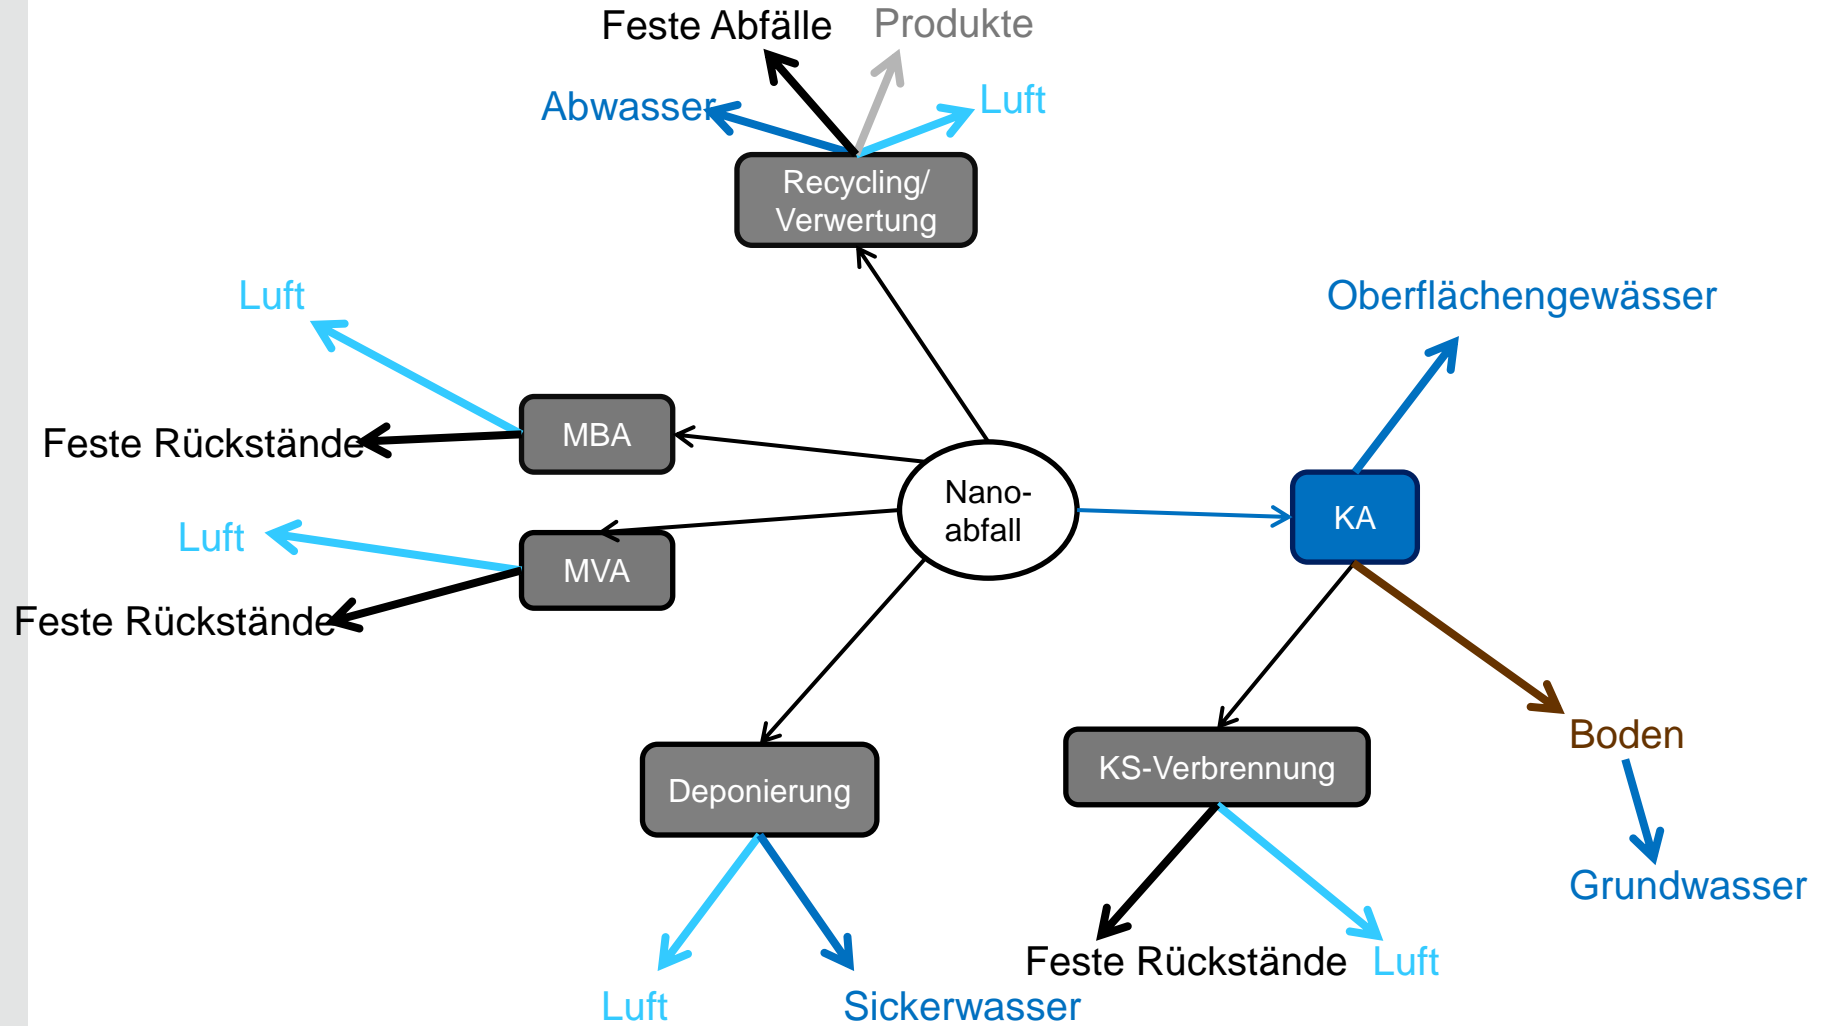 Feste Abfälle
Produkte
Abwasser
Luft
Recycling/
Verwertung
Luft
Oberflächengewässer
Feste Rückstände
MBA
Nano-
abfall
KA
Luft
MVA
Feste Rückstände
Boden
Deponierung
KS-Verbrennung
Grundwasser
Feste Rückstände
Luft
Luft
Sickerwasser